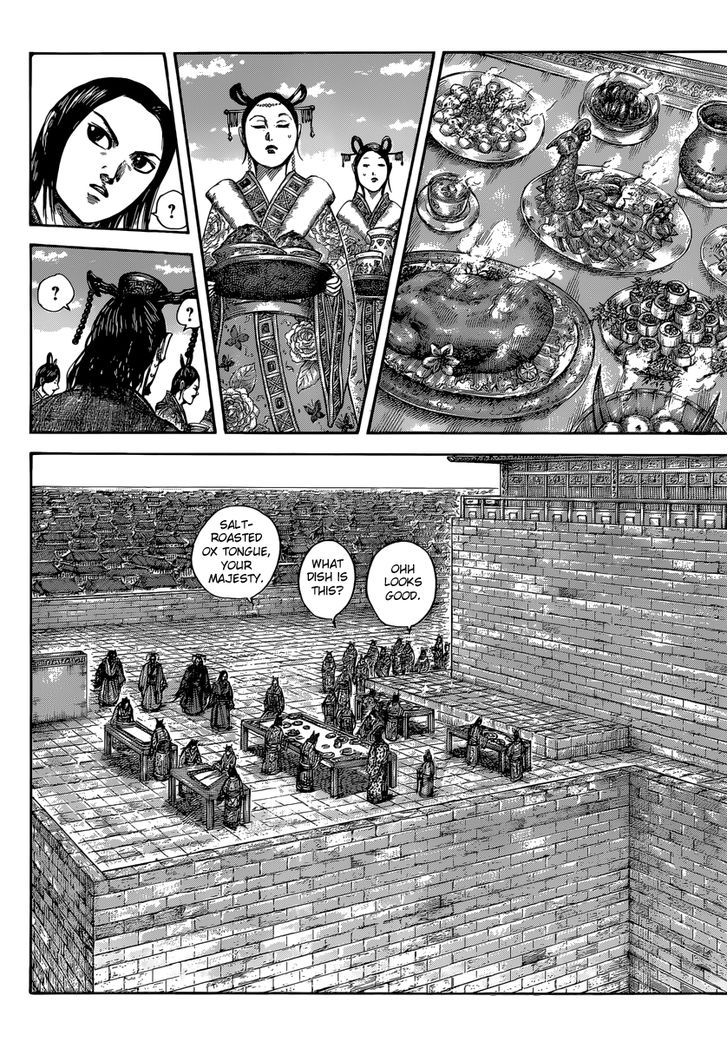 ?
?
?
OHH
LOOKS
GOOD.
WHAT
DISH IS
THIS?
SALT-
ROASTED
OX TONGUE,
YOUR
MAJESTY.